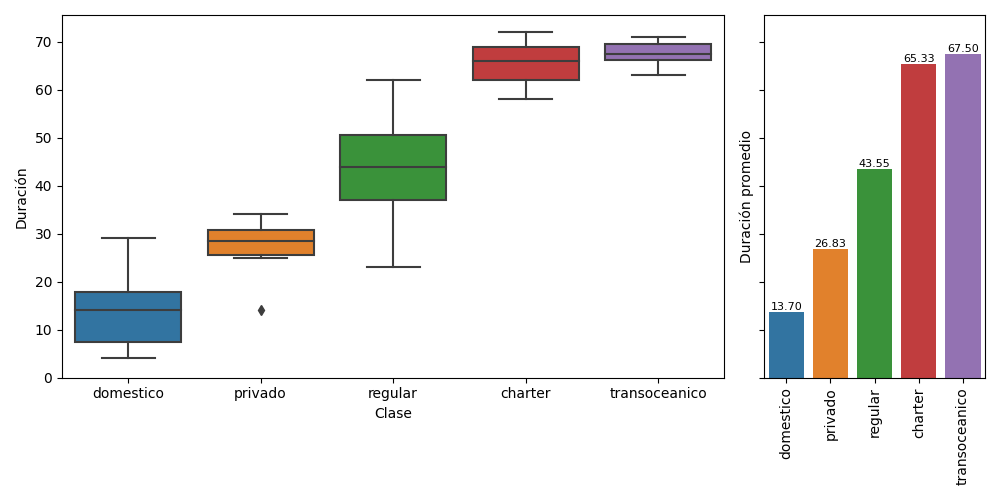 Duración
70
60
50
40
30
20
10
0
domestico privado regular charter transoceanico
Clase
Duración promedio
13.70
26.83
43.55
65.33
67.50
domestico
privado
regular
charter
transoceanico